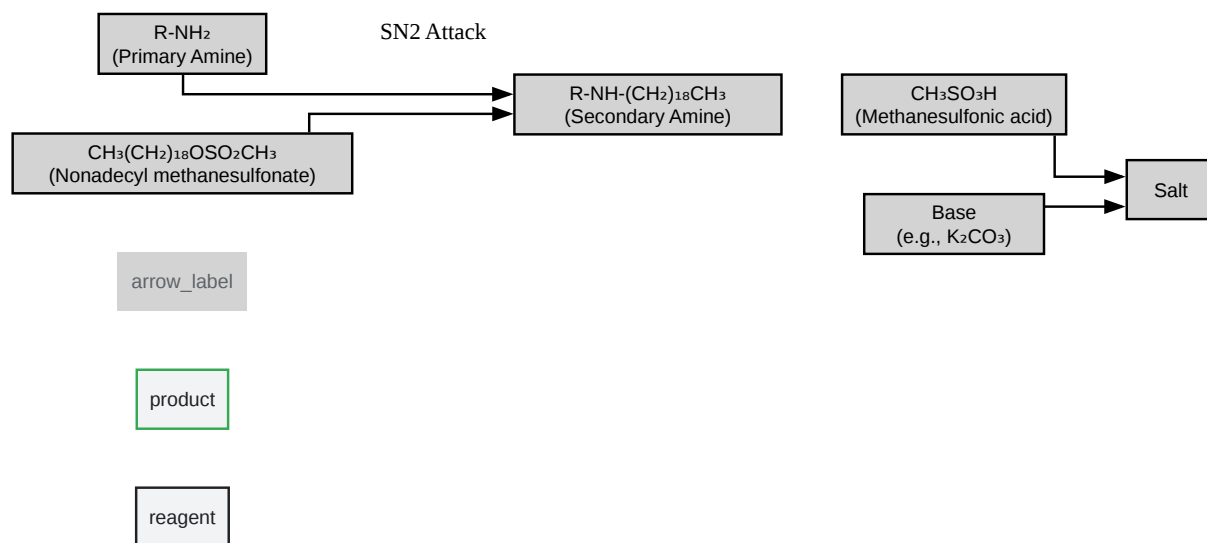 R-NH₂
(Primary Amine)
SN2 Attack
R-NH-(CH₂)₁₈CH₃
(Secondary Amine)
CH₃SO₃H
(Methanesulfonic acid)
CH₃(CH₂)₁₈OSO₂CH₃
(Nonadecyl methanesulfonate)
Salt
Base
(e.g., K₂CO₃)
arrow_label
product
reagent